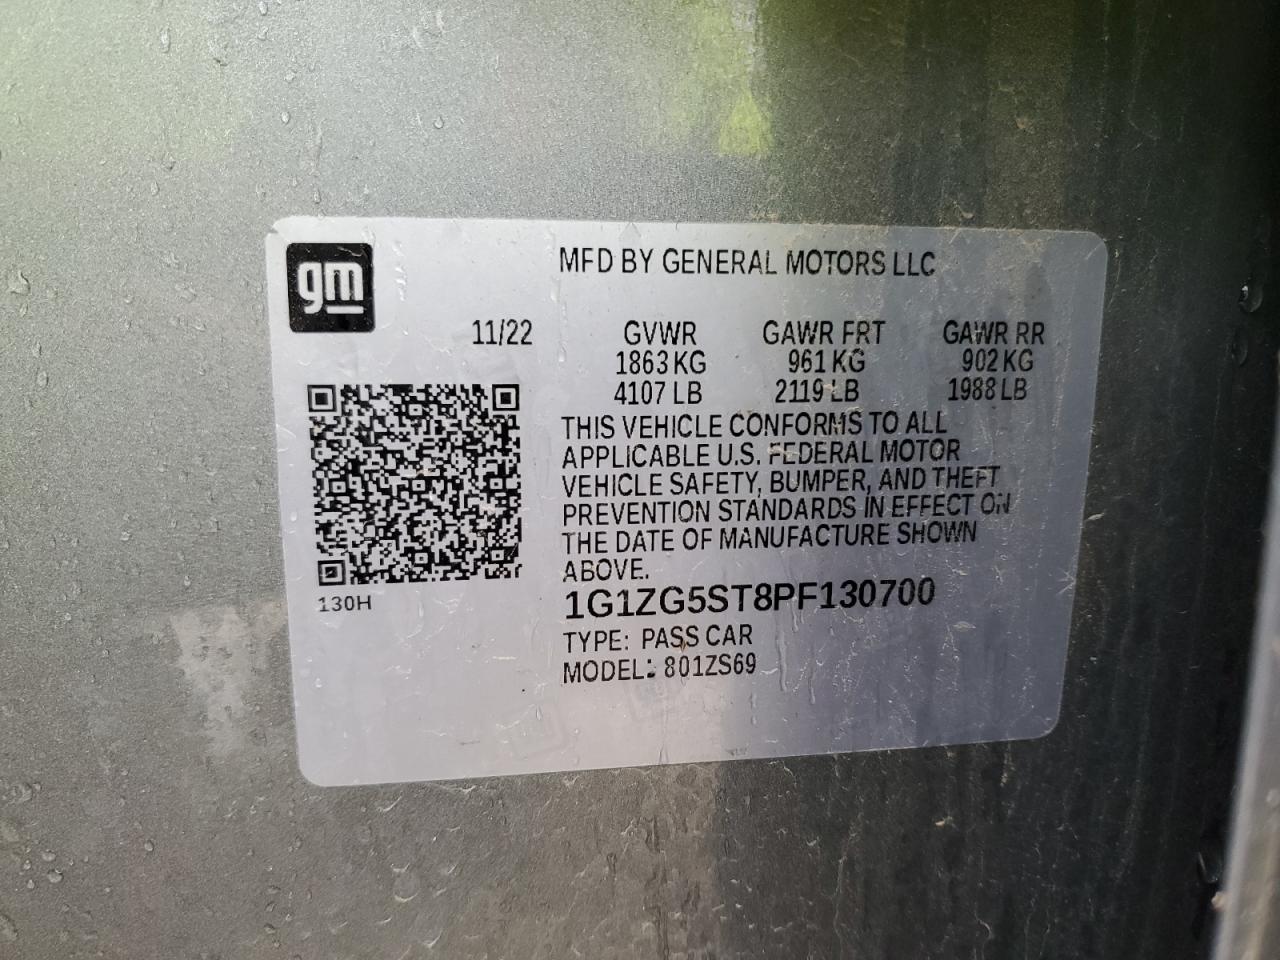 gm
MFD BY GENERAL MOTORS LLC
11/22 GVWR GAWR FRT GAWR RR
1863 KG 961 KG 902 KG
4107 LB 2119 LB 1988 LB
THIS VEHICLE CONFORMS TO ALL
APPLICABLE U.S. FEDERAL MOTOR
VEHICLE SAFETY, BUMPER, AND THEFT
PREVENTION STANDARDS IN EFFECT ON
THE DATE OF MANUFACTURE SHOWN
ABOVE.
130H
1G1ZG5ST8PF130700
TYPE: PASS CAR
MODEL: 801ZS69